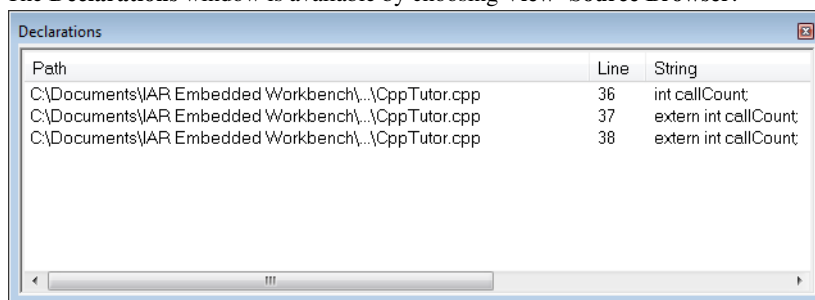 The Declarations window is available by choosing View>Source Browser.
Declarations
Path Line String
C:\Documents\IAR Embedded Workbench\...\CppTutor.cpp 36 int callCount;
C:\Documents\IAR Embedded Workbench\...\CppTutor.cpp 37 extern int callCount;
C:\Documents\IAR Embedded Workbench\...\CppTutor.cpp 38 extern int callCount;